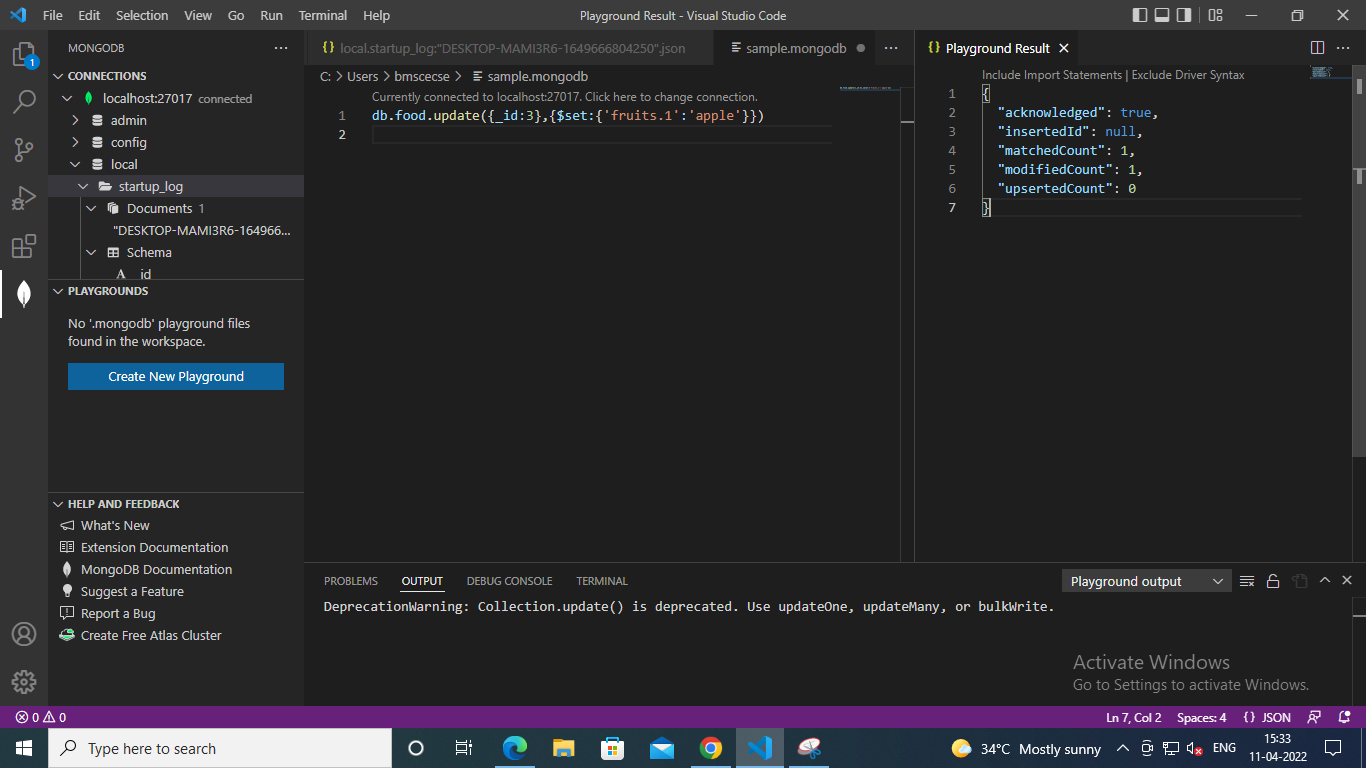 File Edit Selection View Go Run Terminal Help
Playground Result - Visual Studio Code
1
MONGODB
CONNECTIONS
localhost:27017 connected
admin
config
local
startup_log
Documents 1
"DESKTOP-MAMI3R6-164966...
Schema
A _id
PLAYGROUNDS
No '.mongodb' playground files
found in the workspace.
Create New Playground
HELP AND FEEDBACK
What's New
Extension Documentation
MongoDB Documentation
Suggest a Feature
Report a Bug
Create Free Atlas Cluster
{} local.startup_log:"DESKTOP-MAMI3R6-1649666804250".json
sample.mongodb
C: > Users > bmscecse > sample.mongodb
Currently connected to localhost:27017. Click here to change connection.
1 db.food.update({_id:3},{$set:{'fruits.1':'apple'}})
2
{} Playground Result
Include Import Statements | Exclude Driver Syntax
1 {
2 "acknowledged": true,
3 "insertedId": null,
4 "matchedCount": 1,
5 "modifiedCount": 1,
6 "upsertedCount": 0
7 }
PROBLEMS OUTPUT DEBUG CONSOLE TERMINAL
Playground output
DeprecationWarning: Collection.update() is deprecated. Use updateOne, updateMany, or bulkWrite.
Activate Windows
Go to Settings to activate Windows.
0 0
Ln 7, Col 2 Spaces: 4 {} JSON
Type here to search
34°C Mostly sunny
ENG
15:33
11-04-2022